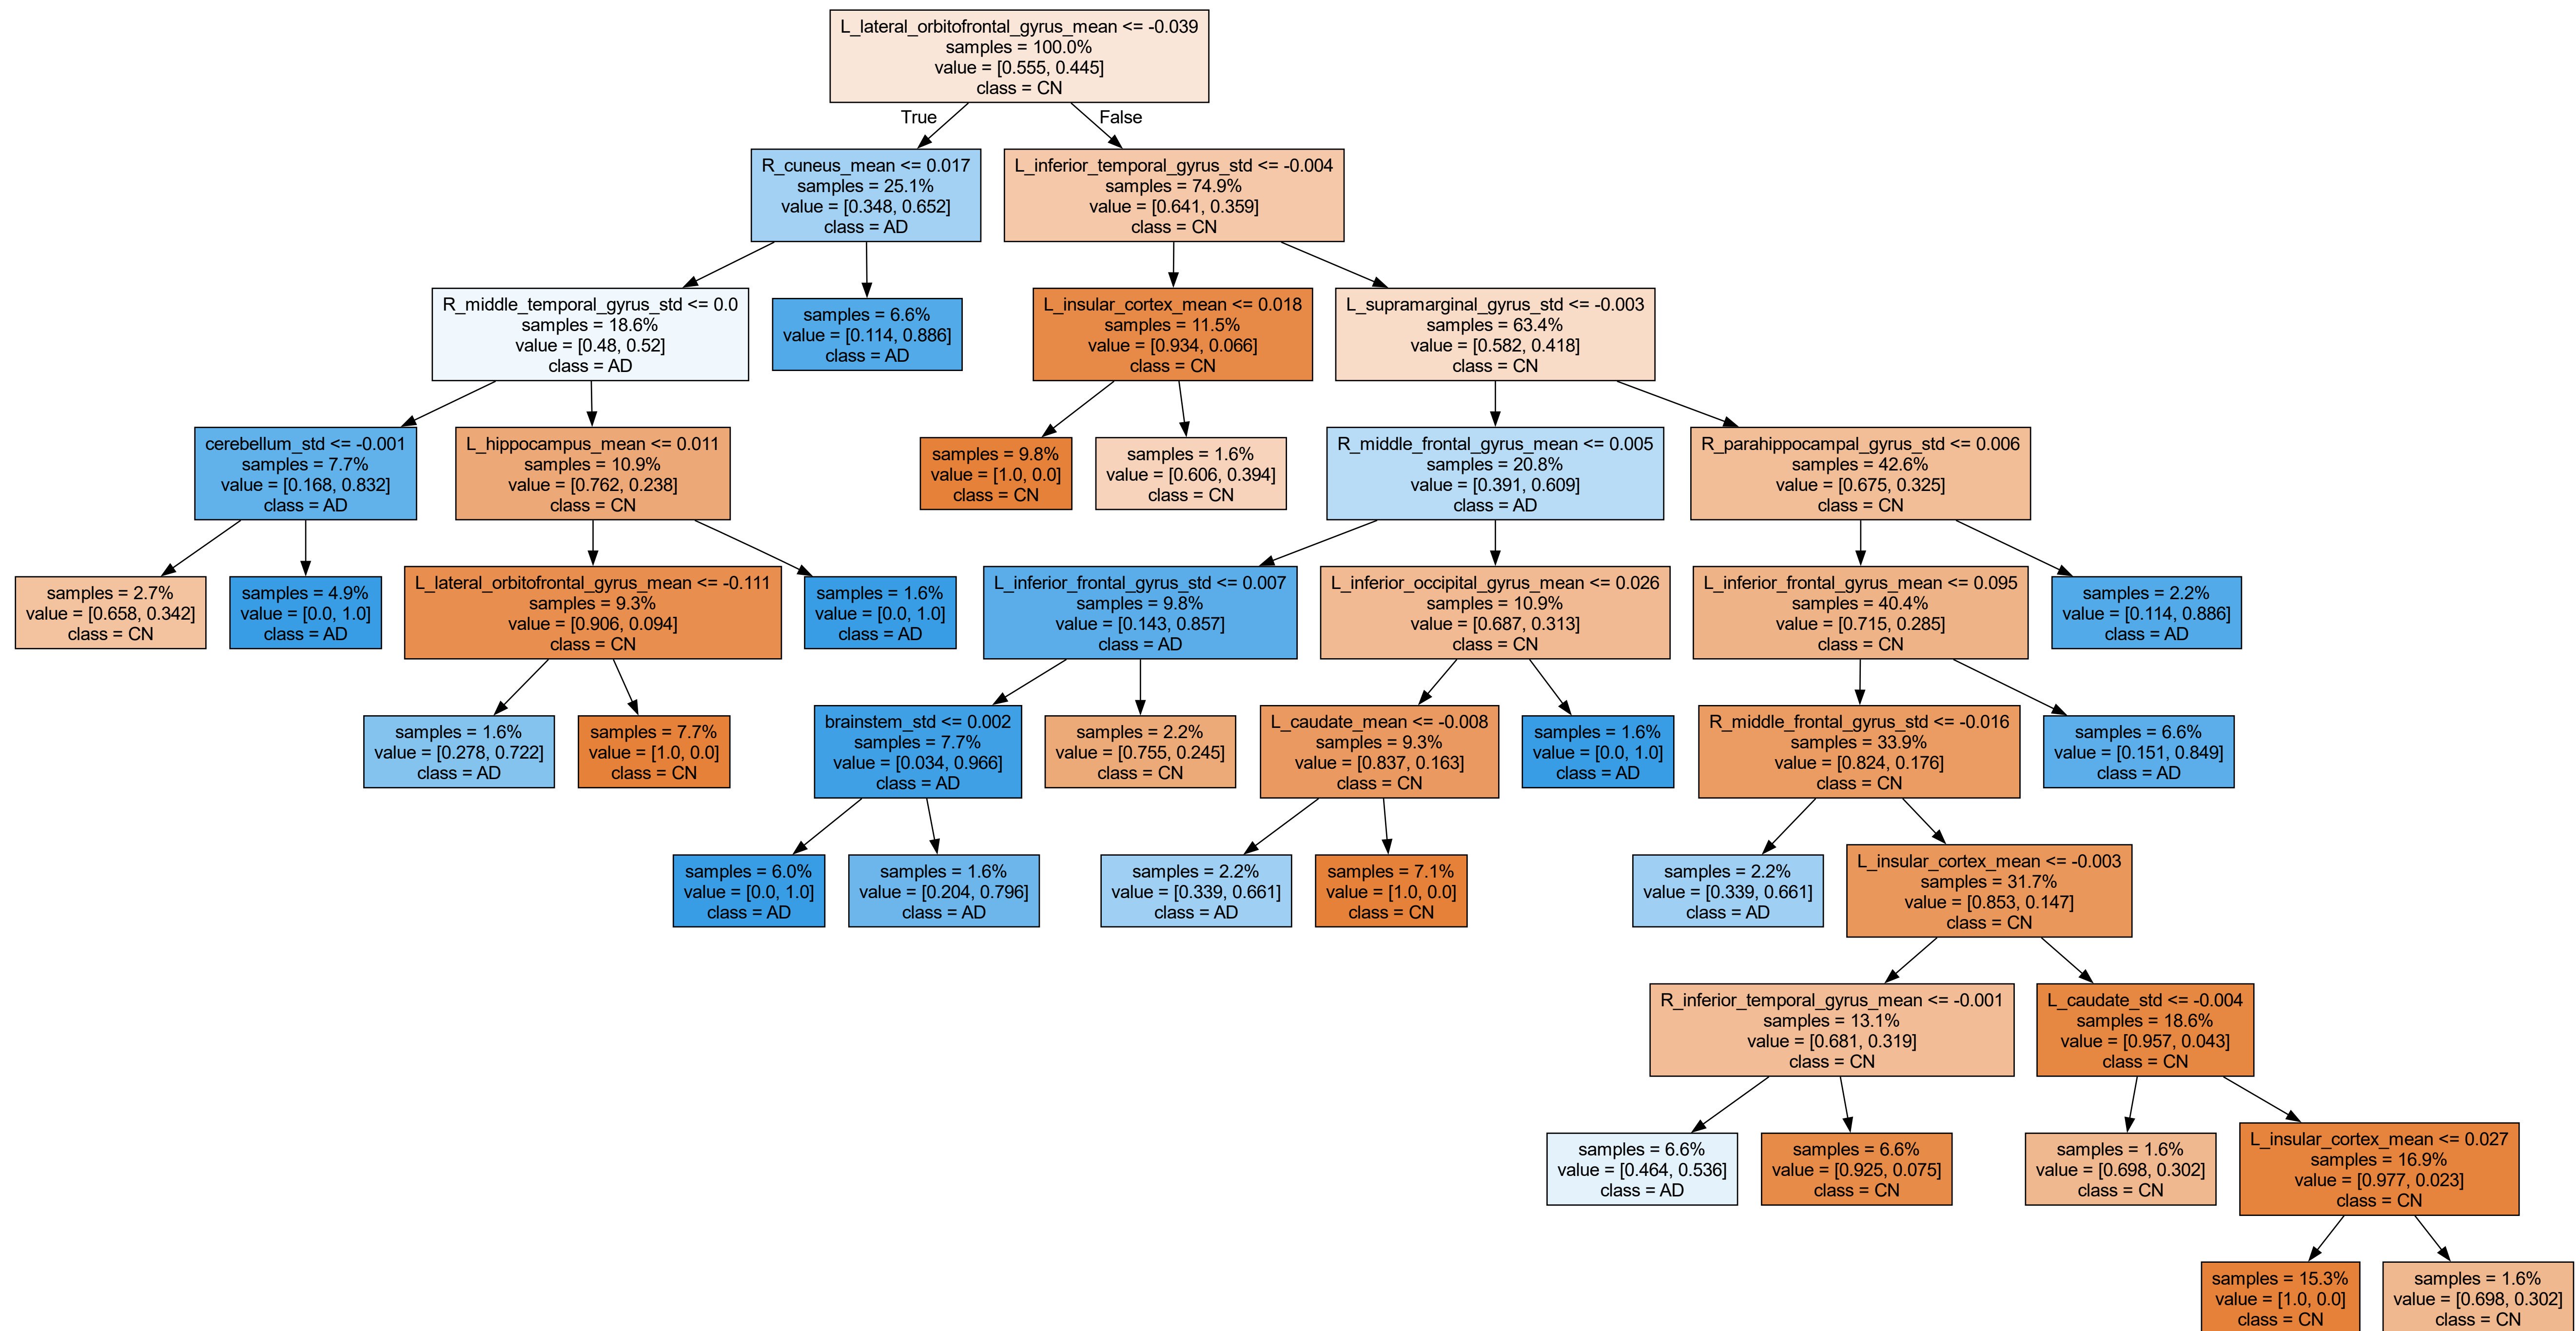 L_lateral_orbitofrontal_gyrus_mean <= -0.039
samples = 100.0%
value = [0.555, 0.445]
class = CN
True
False
R_cuneus_mean <= 0.017
samples = 25.1%
value = [0.348, 0.652]
class = AD
L_inferior_temporal_gyrus_std <= -0.004
samples = 74.9%
value = [0.641, 0.359]
class = CN
R_middle_temporal_gyrus_std <= 0.0
samples = 18.6%
value = [0.48, 0.52]
class = AD
samples = 6.6%
value = [0.114, 0.886]
class = AD
L_insular_cortex_mean <= 0.018
samples = 11.5%
value = [0.934, 0.066]
class = CN
L_supramarginal_gyrus_std <= -0.003
samples = 63.4%
value = [0.582, 0.418]
class = CN
cerebellum_std <= -0.001
samples = 7.7%
value = [0.168, 0.832]
class = AD
L_hippocampus_mean <= 0.011
samples = 10.9%
value = [0.762, 0.238]
class = CN
samples = 9.8%
value = [1.0, 0.0]
class = CN
samples = 1.6%
value = [0.606, 0.394]
class = CN
R_middle_frontal_gyrus_mean <= 0.005
samples = 20.8%
value = [0.391, 0.609]
class = AD
R_parahippocampal_gyrus_std <= 0.006
samples = 42.6%
value = [0.675, 0.325]
class = CN
samples = 2.7%
value = [0.658, 0.342]
class = CN
samples = 4.9%
value = [0.0, 1.0]
class = AD
L_lateral_orbitofrontal_gyrus_mean <= -0.111
samples = 9.3%
value = [0.906, 0.094]
class = CN
samples = 1.6%
value = [0.0, 1.0]
class = AD
L_inferior_frontal_gyrus_std <= 0.007
samples = 9.8%
value = [0.143, 0.857]
class = AD
L_inferior_occipital_gyrus_mean <= 0.026
samples = 10.9%
value = [0.687, 0.313]
class = CN
L_inferior_frontal_gyrus_mean <= 0.095
samples = 40.4%
value = [0.715, 0.285]
class = CN
samples = 2.2%
value = [0.114, 0.886]
class = AD
samples = 1.6%
value = [0.278, 0.722]
class = AD
samples = 7.7%
value = [1.0, 0.0]
class = CN
brainstem_std <= 0.002
samples = 7.7%
value = [0.034, 0.966]
class = AD
samples = 2.2%
value = [0.755, 0.245]
class = CN
L_caudate_mean <= -0.008
samples = 9.3%
value = [0.837, 0.163]
class = CN
samples = 1.6%
value = [0.0, 1.0]
class = AD
R_middle_frontal_gyrus_std <= -0.016
samples = 33.9%
value = [0.824, 0.176]
class = CN
samples = 6.6%
value = [0.151, 0.849]
class = AD
samples = 6.0%
value = [0.0, 1.0]
class = AD
samples = 1.6%
value = [0.204, 0.796]
class = AD
samples = 2.2%
value = [0.339, 0.661]
class = AD
samples = 7.1%
value = [1.0, 0.0]
class = CN
samples = 2.2%
value = [0.339, 0.661]
class = AD
L_insular_cortex_mean <= -0.003
samples = 31.7%
value = [0.853, 0.147]
class = CN
R_inferior_temporal_gyrus_mean <= -0.001
samples = 13.1%
value = [0.681, 0.319]
class = CN
L_caudate_std <= -0.004
samples = 18.6%
value = [0.957, 0.043]
class = CN
samples = 6.6%
value = [0.464, 0.536]
class = AD
samples = 6.6%
value = [0.925, 0.075]
class = CN
samples = 1.6%
value = [0.698, 0.302]
class = CN
L_insular_cortex_mean <= 0.027
samples = 16.9%
value = [0.977, 0.023]
class = CN
samples = 15.3%
value = [1.0, 0.0]
class = CN
samples = 1.6%
value = [0.698, 0.302]
class = CN